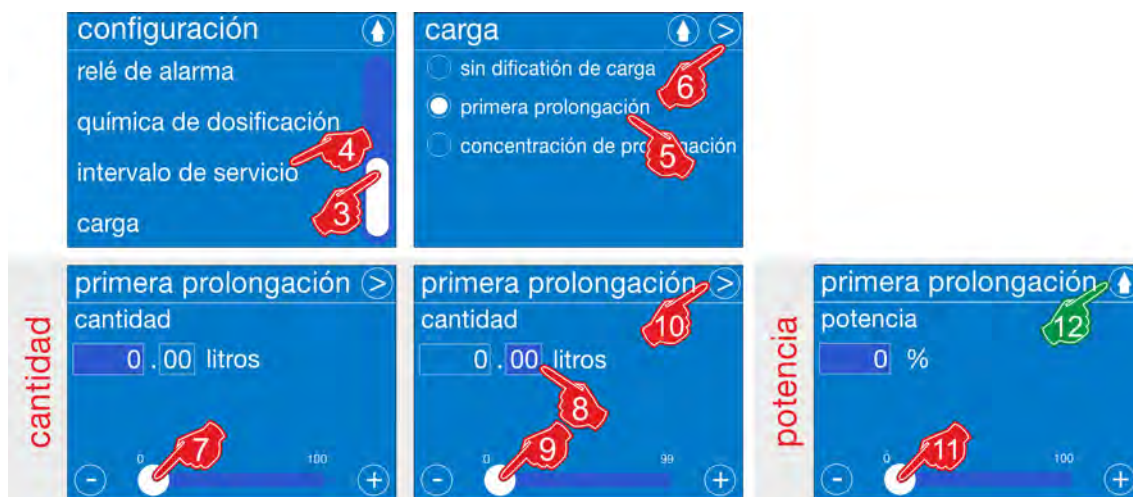 configuración
relé de alarma
química de dosificación
4
intervalo de servicio
3
carga
carga >
sin dificatión de carga
6
primera prolongación
concentración de pro
nación
5
cantidad
primera prolongación >
cantidad
0 . 00 litros
7
0 100
- +
primera prolongación >
10
cantidad
0 . 00 litros
8
9
0 99
- +
potencia
primera prolongación
12
potencia
0 %
11
0 100
- +